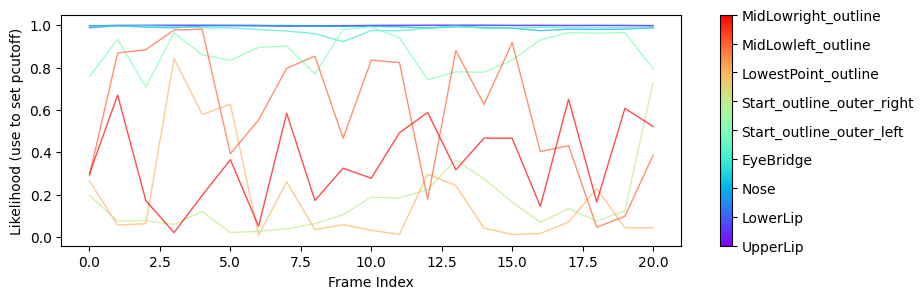 Likelihood (use to set pcutoff)
1.0
0.8
0.6
0.4
0.2
0.0
0.0 2.5 5.0 7.5 10.0 12.5 15.0 17.5 20.0
Frame Index
MidLowright_outline
MidLowleft_outline
LowestPoint_outline
Start_outline_outer_right
Start_outline_outer_left
EyeBridge
Nose
LowerLip
UpperLip